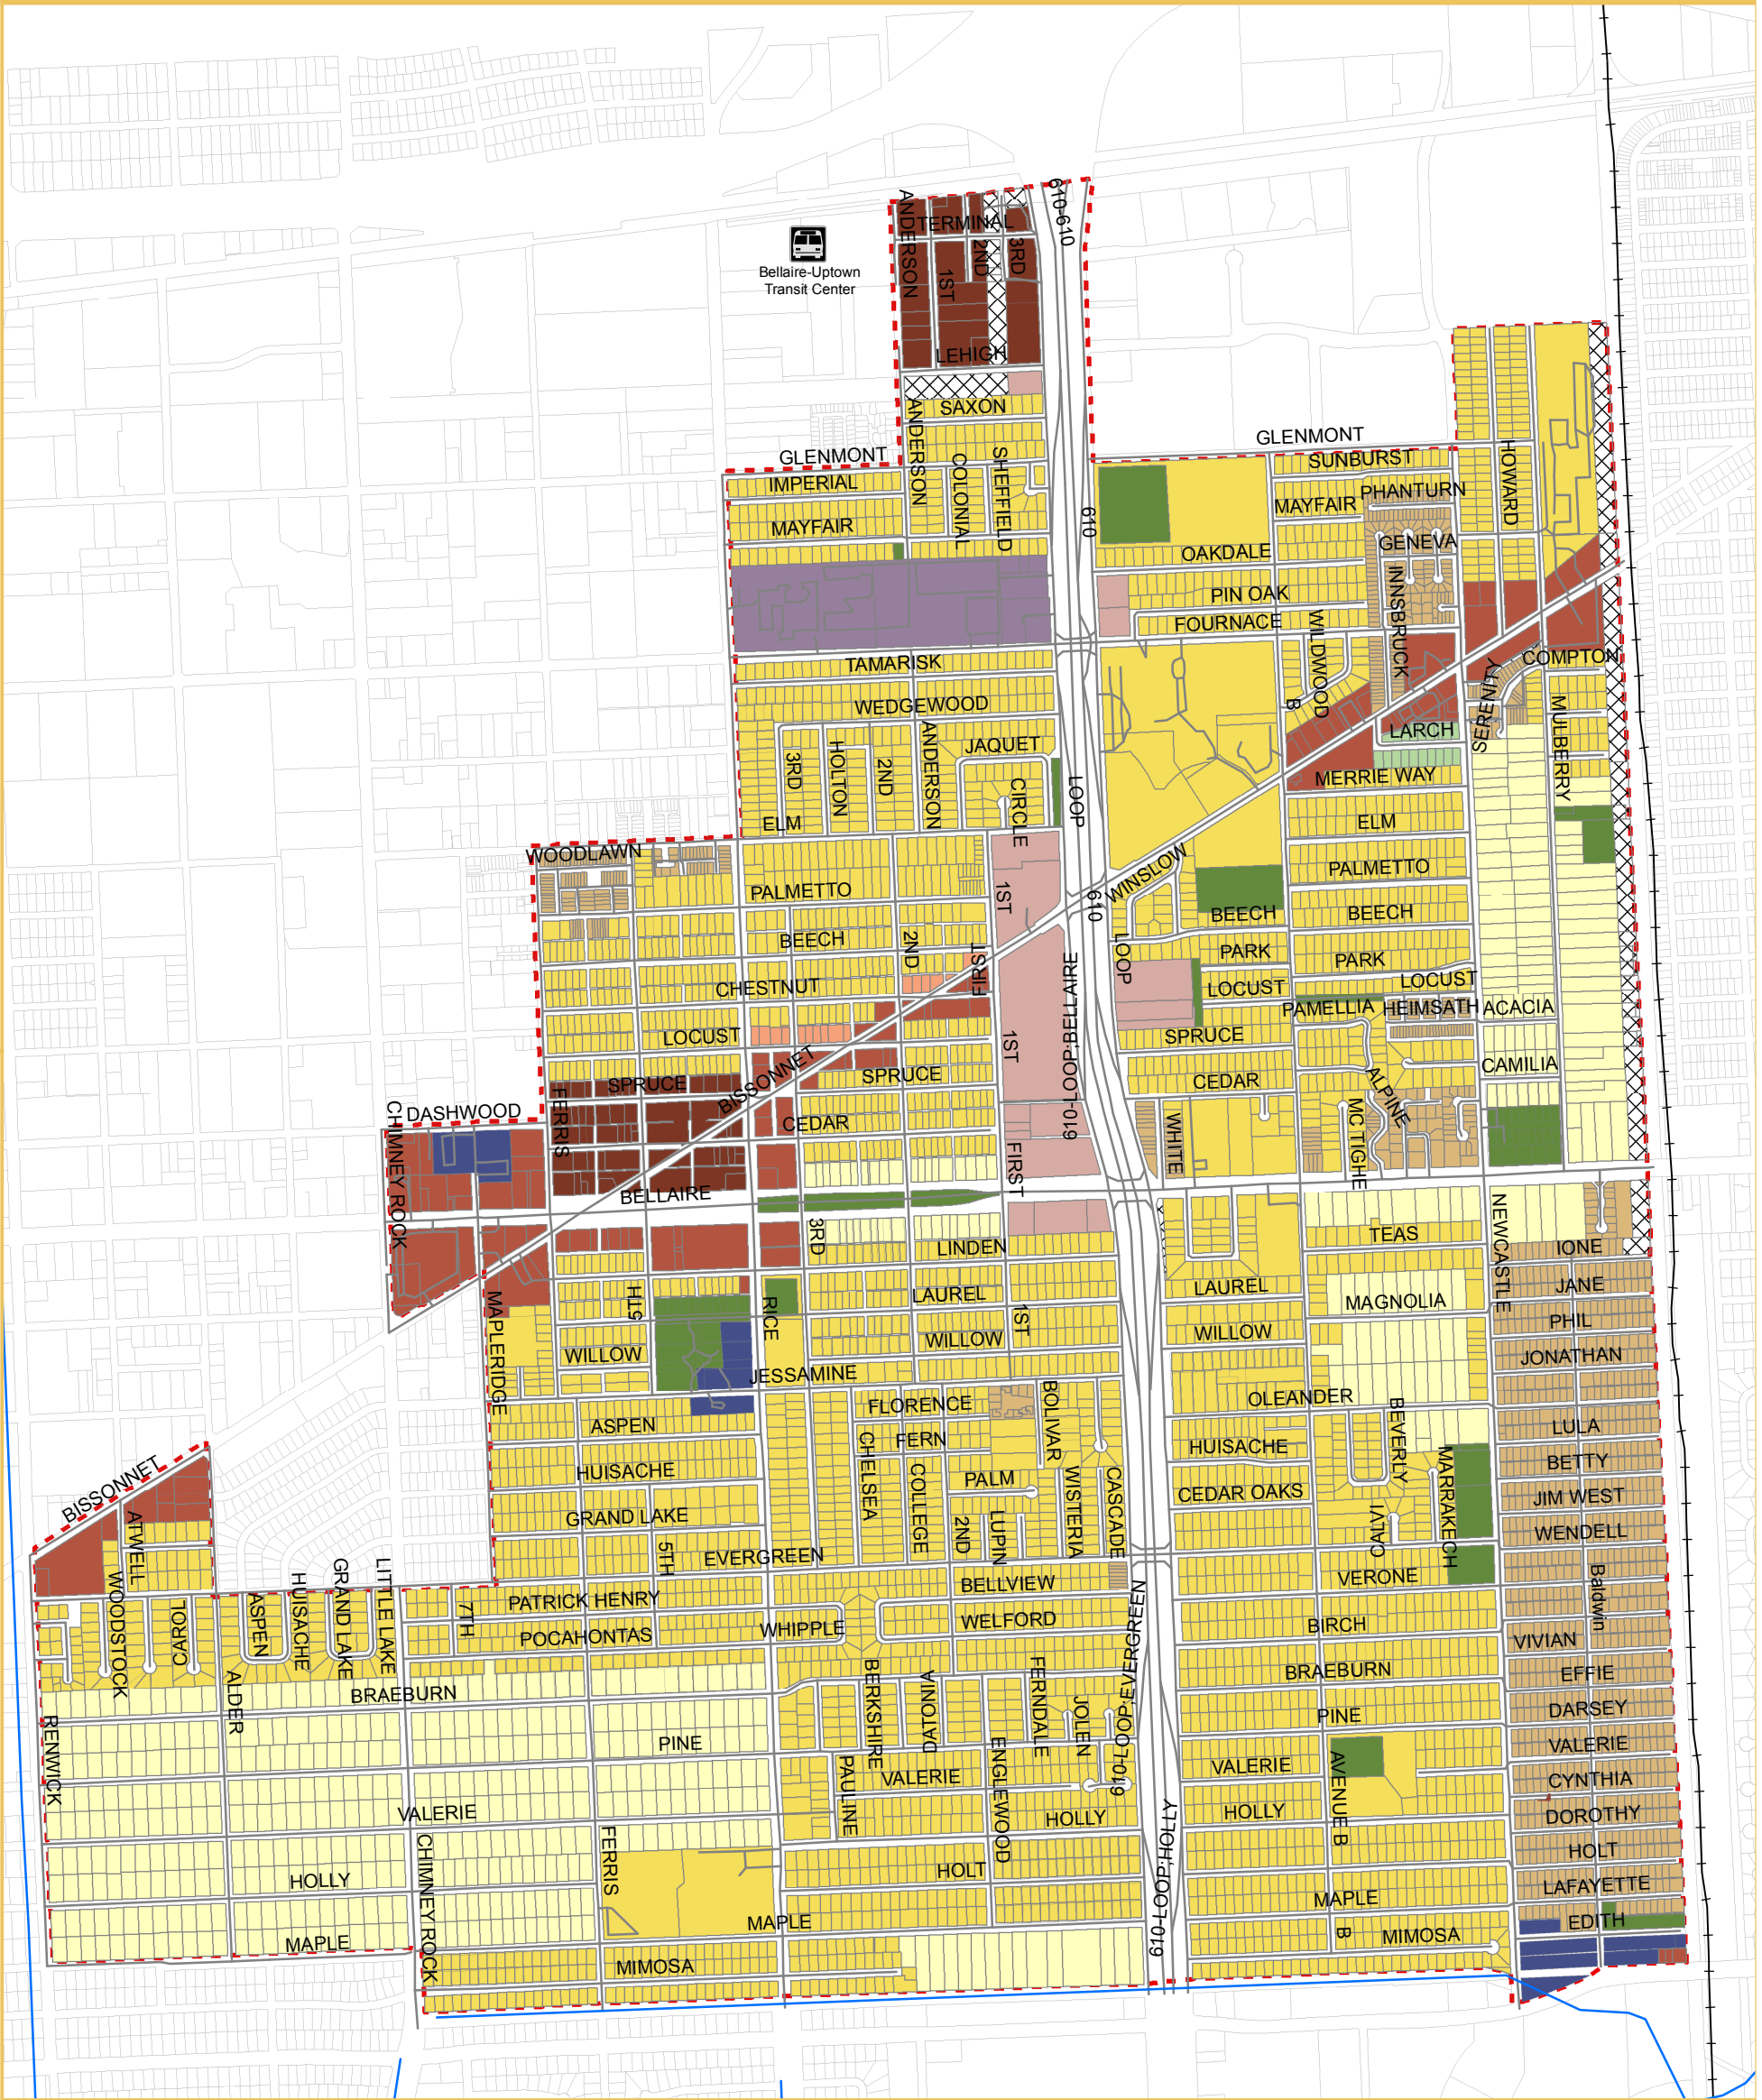 610-610
ANDERSON
TERMINAL
2ND
3RD
1ST
Bellaire-Uptown
Transit Center
LEHIGH
SAXON
ANDERSON
GLENMONT
GLENMONT
SUNBURST
HOWARD
IMPERIAL
COLONIAL
SHEFFIELD
MAYFAIR
PHANTURN
MAYFAIR
610
GENEVA
OAKDALE
INNSBRUCK
PIN OAK
FOURNACE
WILDWOOD
TAMARISK
COMPTON
WEDGEWOOD
B
SERENITY
MULBERRY
LARCH
3RD
HOLTON
2ND
ANDERSON
JAQUET
CIRCLE
LOOP
MERRIE WAY
ELM
ELM
WOODLAWN
PALMETTO
WINSLOW
PALMETTO
1ST
610
BEECH
BEECH
BEECH
2ND
FIRST
LOOP
PARK
PARK
CHESTNUT
LOCUST
LOCUST
610-LOOP;BELLAIRE
PAMELLIA
HEIMSATH
ACACIA
LOCUST
1ST
SPRUCE
CAMILIA
SPRUCE
BISSONNET
SPRUCE
CEDAR
ALPINE
CHIMNEY ROCK
DASHWOOD
FERRIS
CEDAR
WHITE
MC TIGHE
FIRST
BELLAIRE
NEWCASTLE
3RD
LINDEN
TEAS
IONE
MAPLERIDGE
5TH
RICE
LAUREL
1ST
LAUREL
MAGNOLIA
JANE
PHIL
WILLOW
WILLOW
WILLOW
JONATHAN
JESSAMINE
FLORENCE
BOLIVAR
OLEANDER
BEVERLY
ASPEN
FERN
CHELSEA
HUISACHE
LULA
BISSONNET
HUISACHE
COLLEGE
PALM
WISTERIA
CASCADE
CEDAR OAKS
MARRAKECH
BETTY
JIM WEST
ATWELL
GRAND LAKE
2ND
LUPIN
OALVI
WENDELL
5TH
EVERGREEN
WOODSTOCK
CAROL
ASPEN
HUISACHE
GRAND LAKE
LITTLE LAKE
7TH
PATRICK HENRY
BELLVIEW
610-LOOP;EVERGREEN
VERONE
Baldwin
POCAHONTAS
WHIPPLE
WELFORD
BIRCH
VIVIAN
ALDER
BRAEBURN
BERKSHIRE
DAVTONA
FERNDALE
JOLEN
BRAEBURN
EFFIE
RENWICK
PINE
PINE
DARSEY
PAULINE
VALERIE
ENGLEWOOD
VALERIE
VALERIE
AVENUE B
CYNTHIA
VALERIE
HOLLY
HOLLY
DOROTHY
CHIMNEY ROCK
FERRIS
610-LOOP;HOLLY
HOLLY
HOLT
HOLT
MAPLE
LAFAYETTE
MAPLE
MAPLE
B
MIMOSA
EDITH
MIMOSA